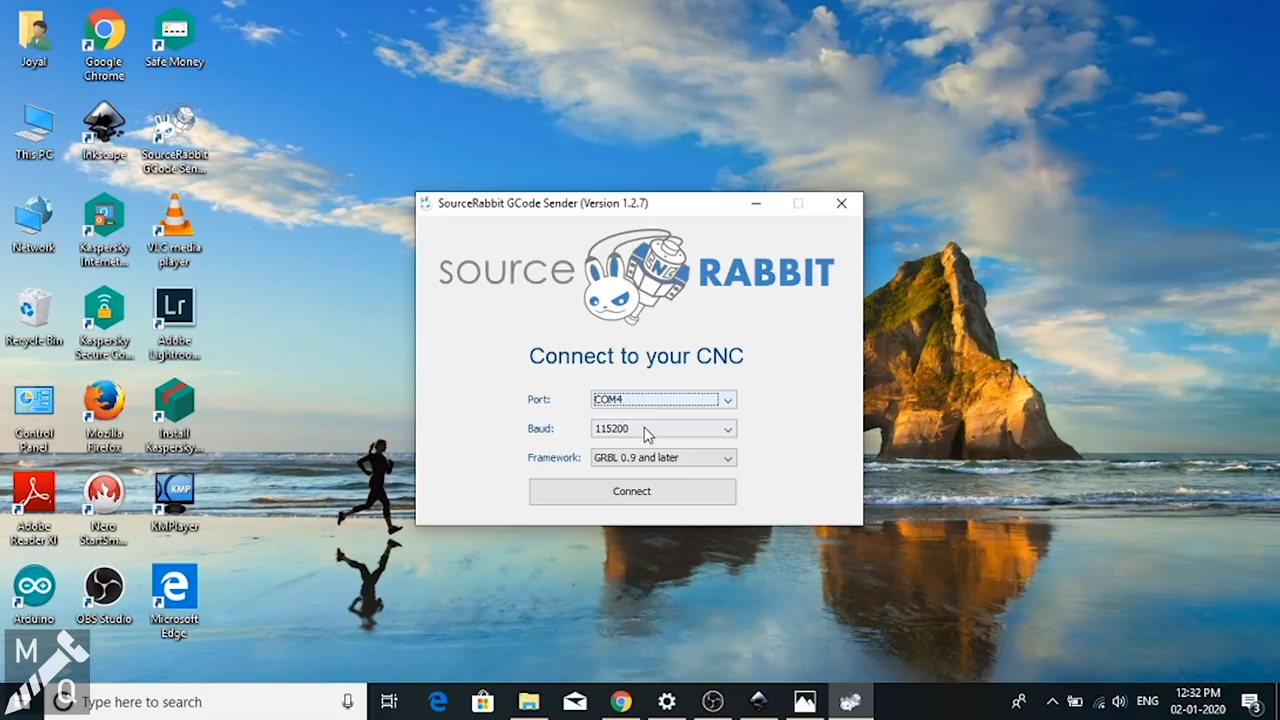 Joyal
Google
Chrome
Safe Money
This PC
Inkscape
SourceRabbit
GCode Sen...
Network
Kaspersky
Internet...
VLC media
player
Recycle Bin
Kaspersky
Secure Co...
Lr
Adobe
Lightroo...
Control
Panel
Mozilla
Firefox
Install
Kaspersky...
Adobe
Reader XI
Nero
StartSm...
KMP
KMPlayer
Arduino
OBS Studio
Microsoft
Edge
SourceRabbit GCode Sender (Version 1.2.7)
source CNC RABBIT
Connect to your CNC
Port: COM4
Baud: 115200
Framework: GRBL 0.9 and later
Connect
M
Q
Type here to search
ENG
12:32 PM
02-01-2020
3